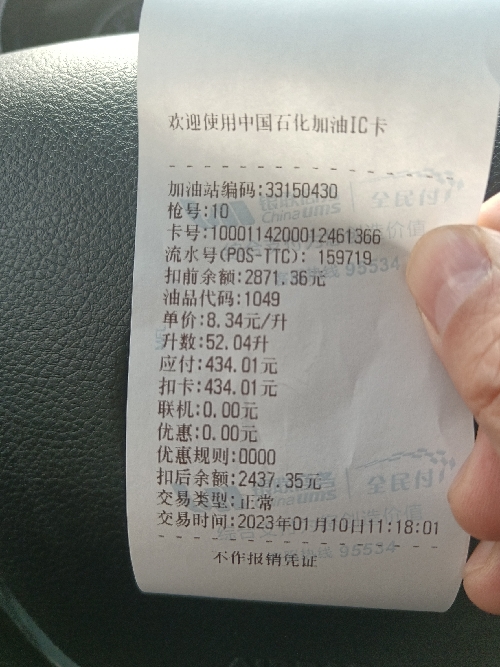 欢迎使用中国石化加油IC卡
加油站编码:33150430
枪号:10
卡号:1000114200012461366
流水号(POS-TTC): 159719
扣前余额:2871.36元
油品代码:1049
单价:8.34元/升
升数:52.04升
应付:434.01元
扣卡:434.01元
联机:0.00元
优惠:0.00元
优惠规则:0000
扣后余额:2437.35元
交易类型:正常
交易时间:2023年01月10日11:18:01
不作报销凭证